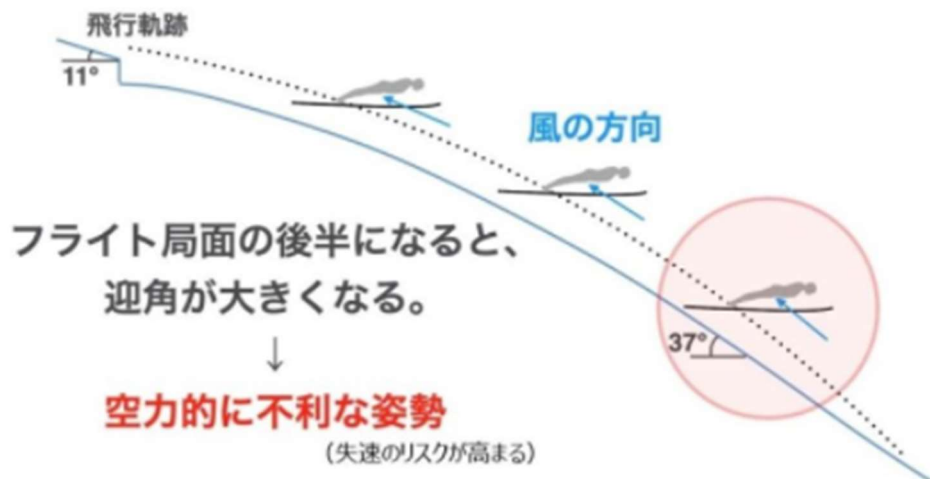 飛行軌跡
11°
風の方向
フライト局面の後半になると、
迎角が大きくなる。
↓
37°
空力的に不利な姿勢
（失速のリスクが高まる）